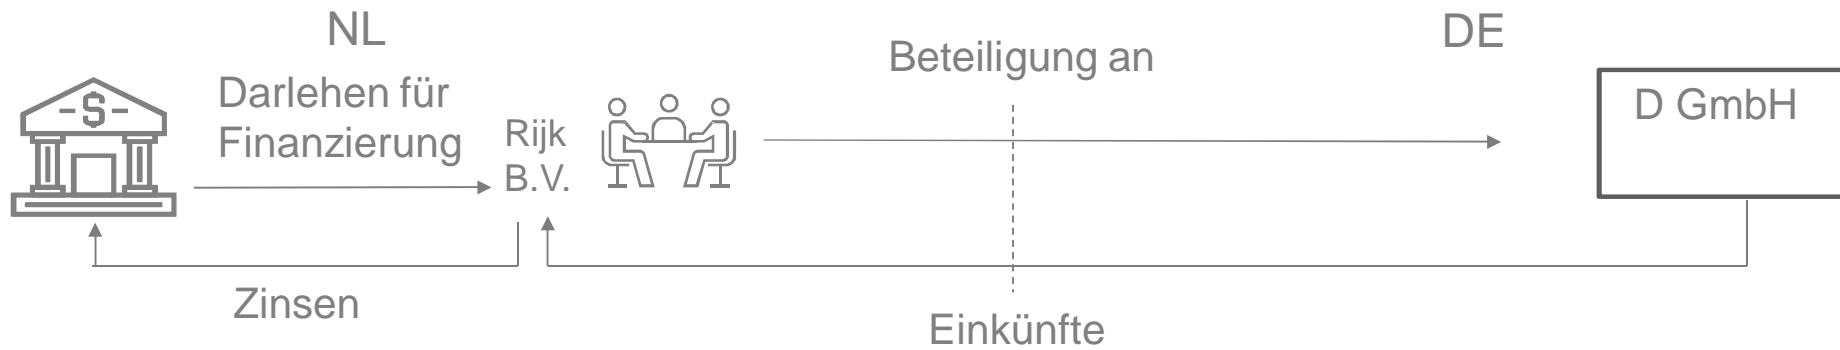 NL
DE
Beteiligung an
Darlehen für
Finanzierung
-$-
Rijk
B.V.
D GmbH
Zinsen
Einkünfte